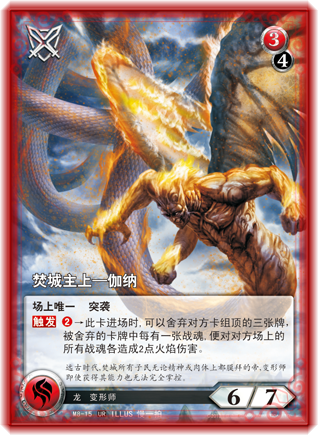 3
4
焚城主上—伽纳
场上唯一 突袭
触发 2→此卡进场时,可以舍弃对方卡组顶的三张牌,
被舍弃的卡牌中每有一张战魂,便对对方场上的
所有战魂各造成2点火焰伤害。
远古时代,焚城所有子民无论精神或肉体上都膜拜的奇,变形师
即使获得其能力也无法完全掌控。
龙 变形师
6 7
UR ILLUS